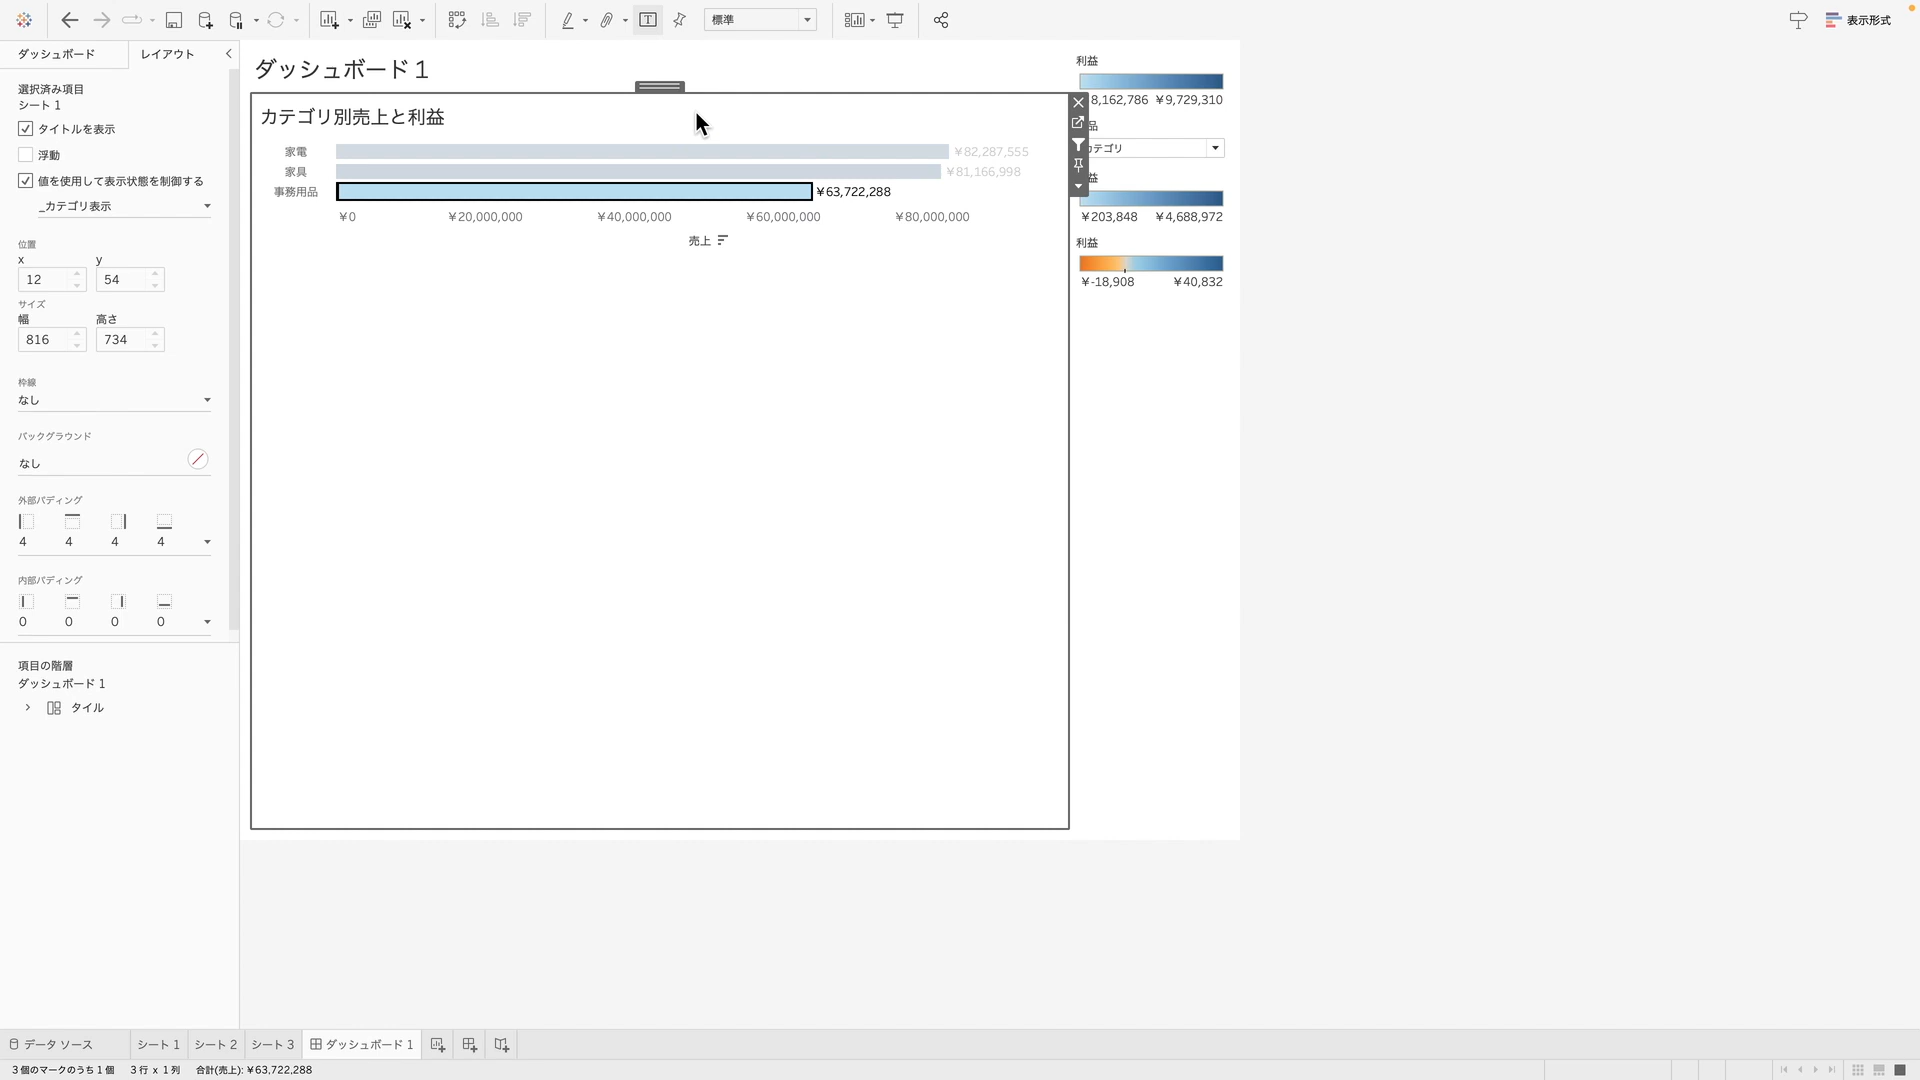 標準
表示形式
ダッシュボード
レイアウト
選択済み項目
シート 1
タイトルを表示
浮動
値を使用して表示状態を制御する
_カテゴリ表示
位置
x
y
12
54
サイズ
幅
高さ
816
734
枠線
なし
バックグラウンド
なし
外部パディング
4
4
4
4
内部パディング
0
0
0
0
項目の階層
ダッシュボード 1
タイル
ダッシュボード 1
カテゴリ別売上と利益
家電
¥82,287,555
家具
¥81,166,998
事務用品
¥63,722,288
¥0
¥20,000,000
¥40,000,000
¥60,000,000
¥80,000,000
売上
利益
8,162,786
¥9,729,310
品
カテゴリ
益
¥203,848
¥4,688,972
利益
¥-18,908
¥40,832
データ ソース
シート 1
シート 2
シート 3
ダッシュボード 1
3 個のマークのうち 1 個
3 行 x 1 列
合計(売上): ¥63,722,288